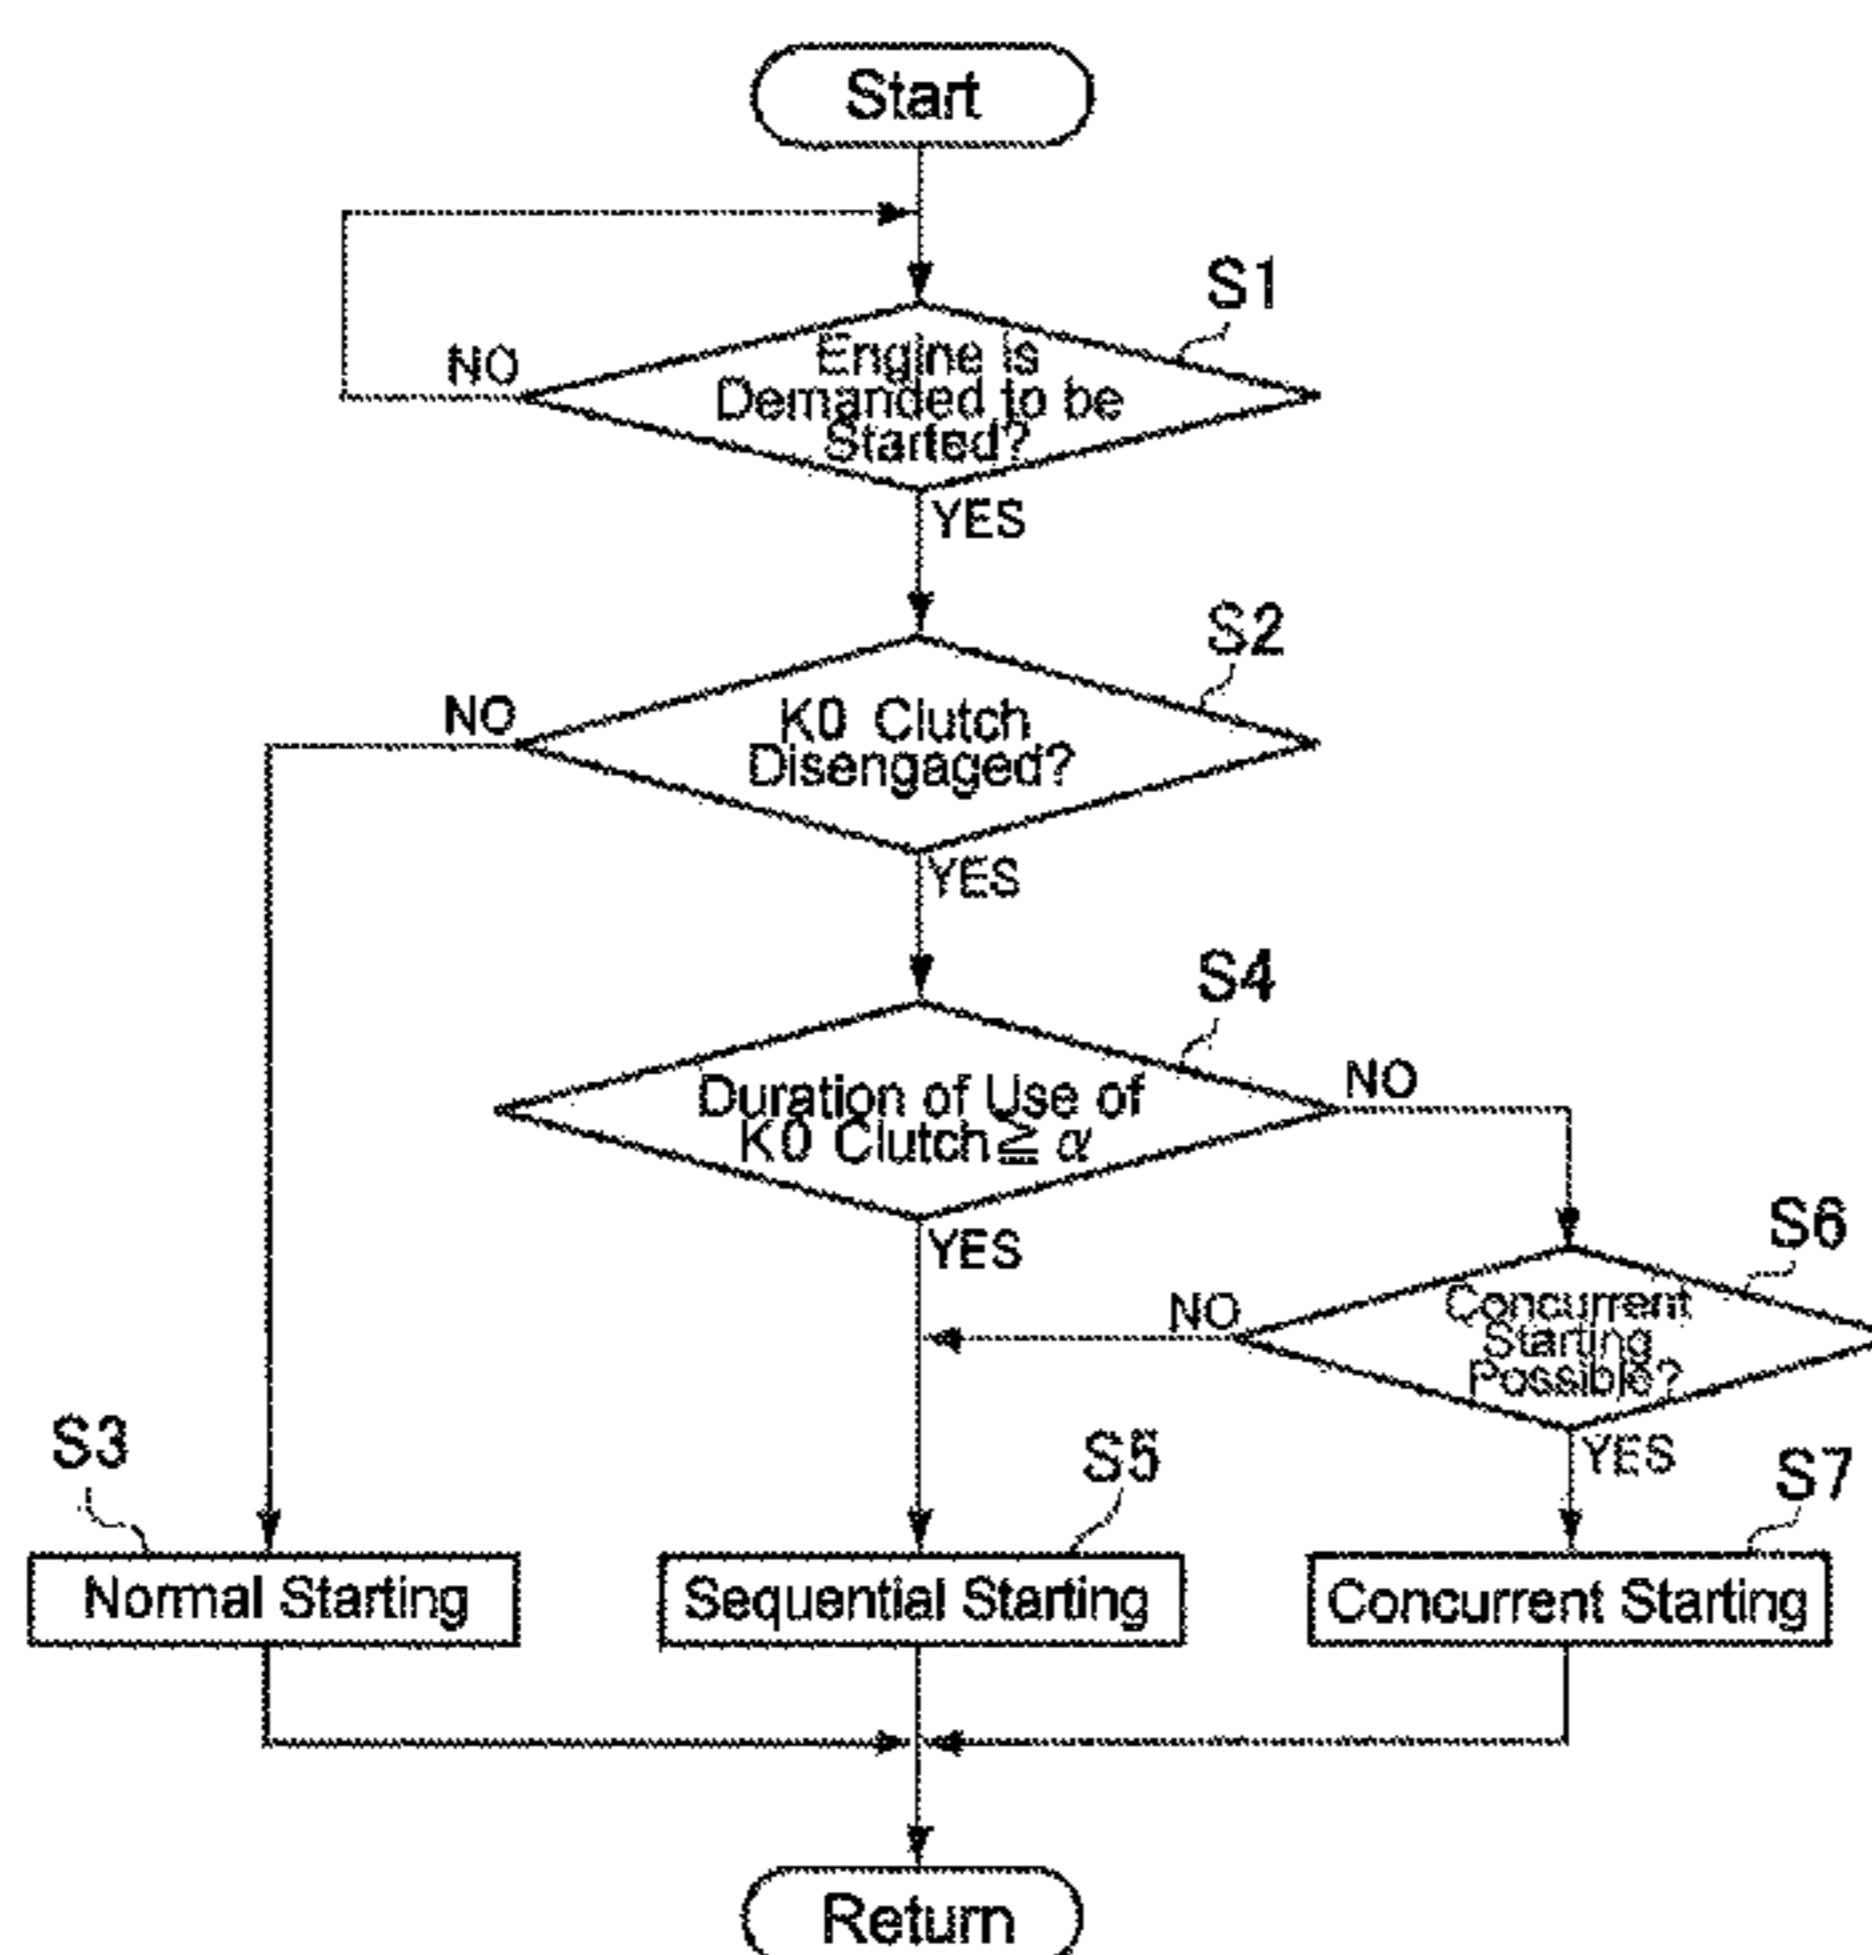 Start
S1
NO
Engine is
Demanded to be
Started?
YES
S2
NO
K0 Clutch
Disengaged?
YES
S4
Duration of Use of
K0 Clutch ≧ α
NO
YES
S6
NO
Concurrent
Starting
Possible?
YES
S3
S5
S7
Normal Starting
Sequential Starting
Concurrent Starting
Return